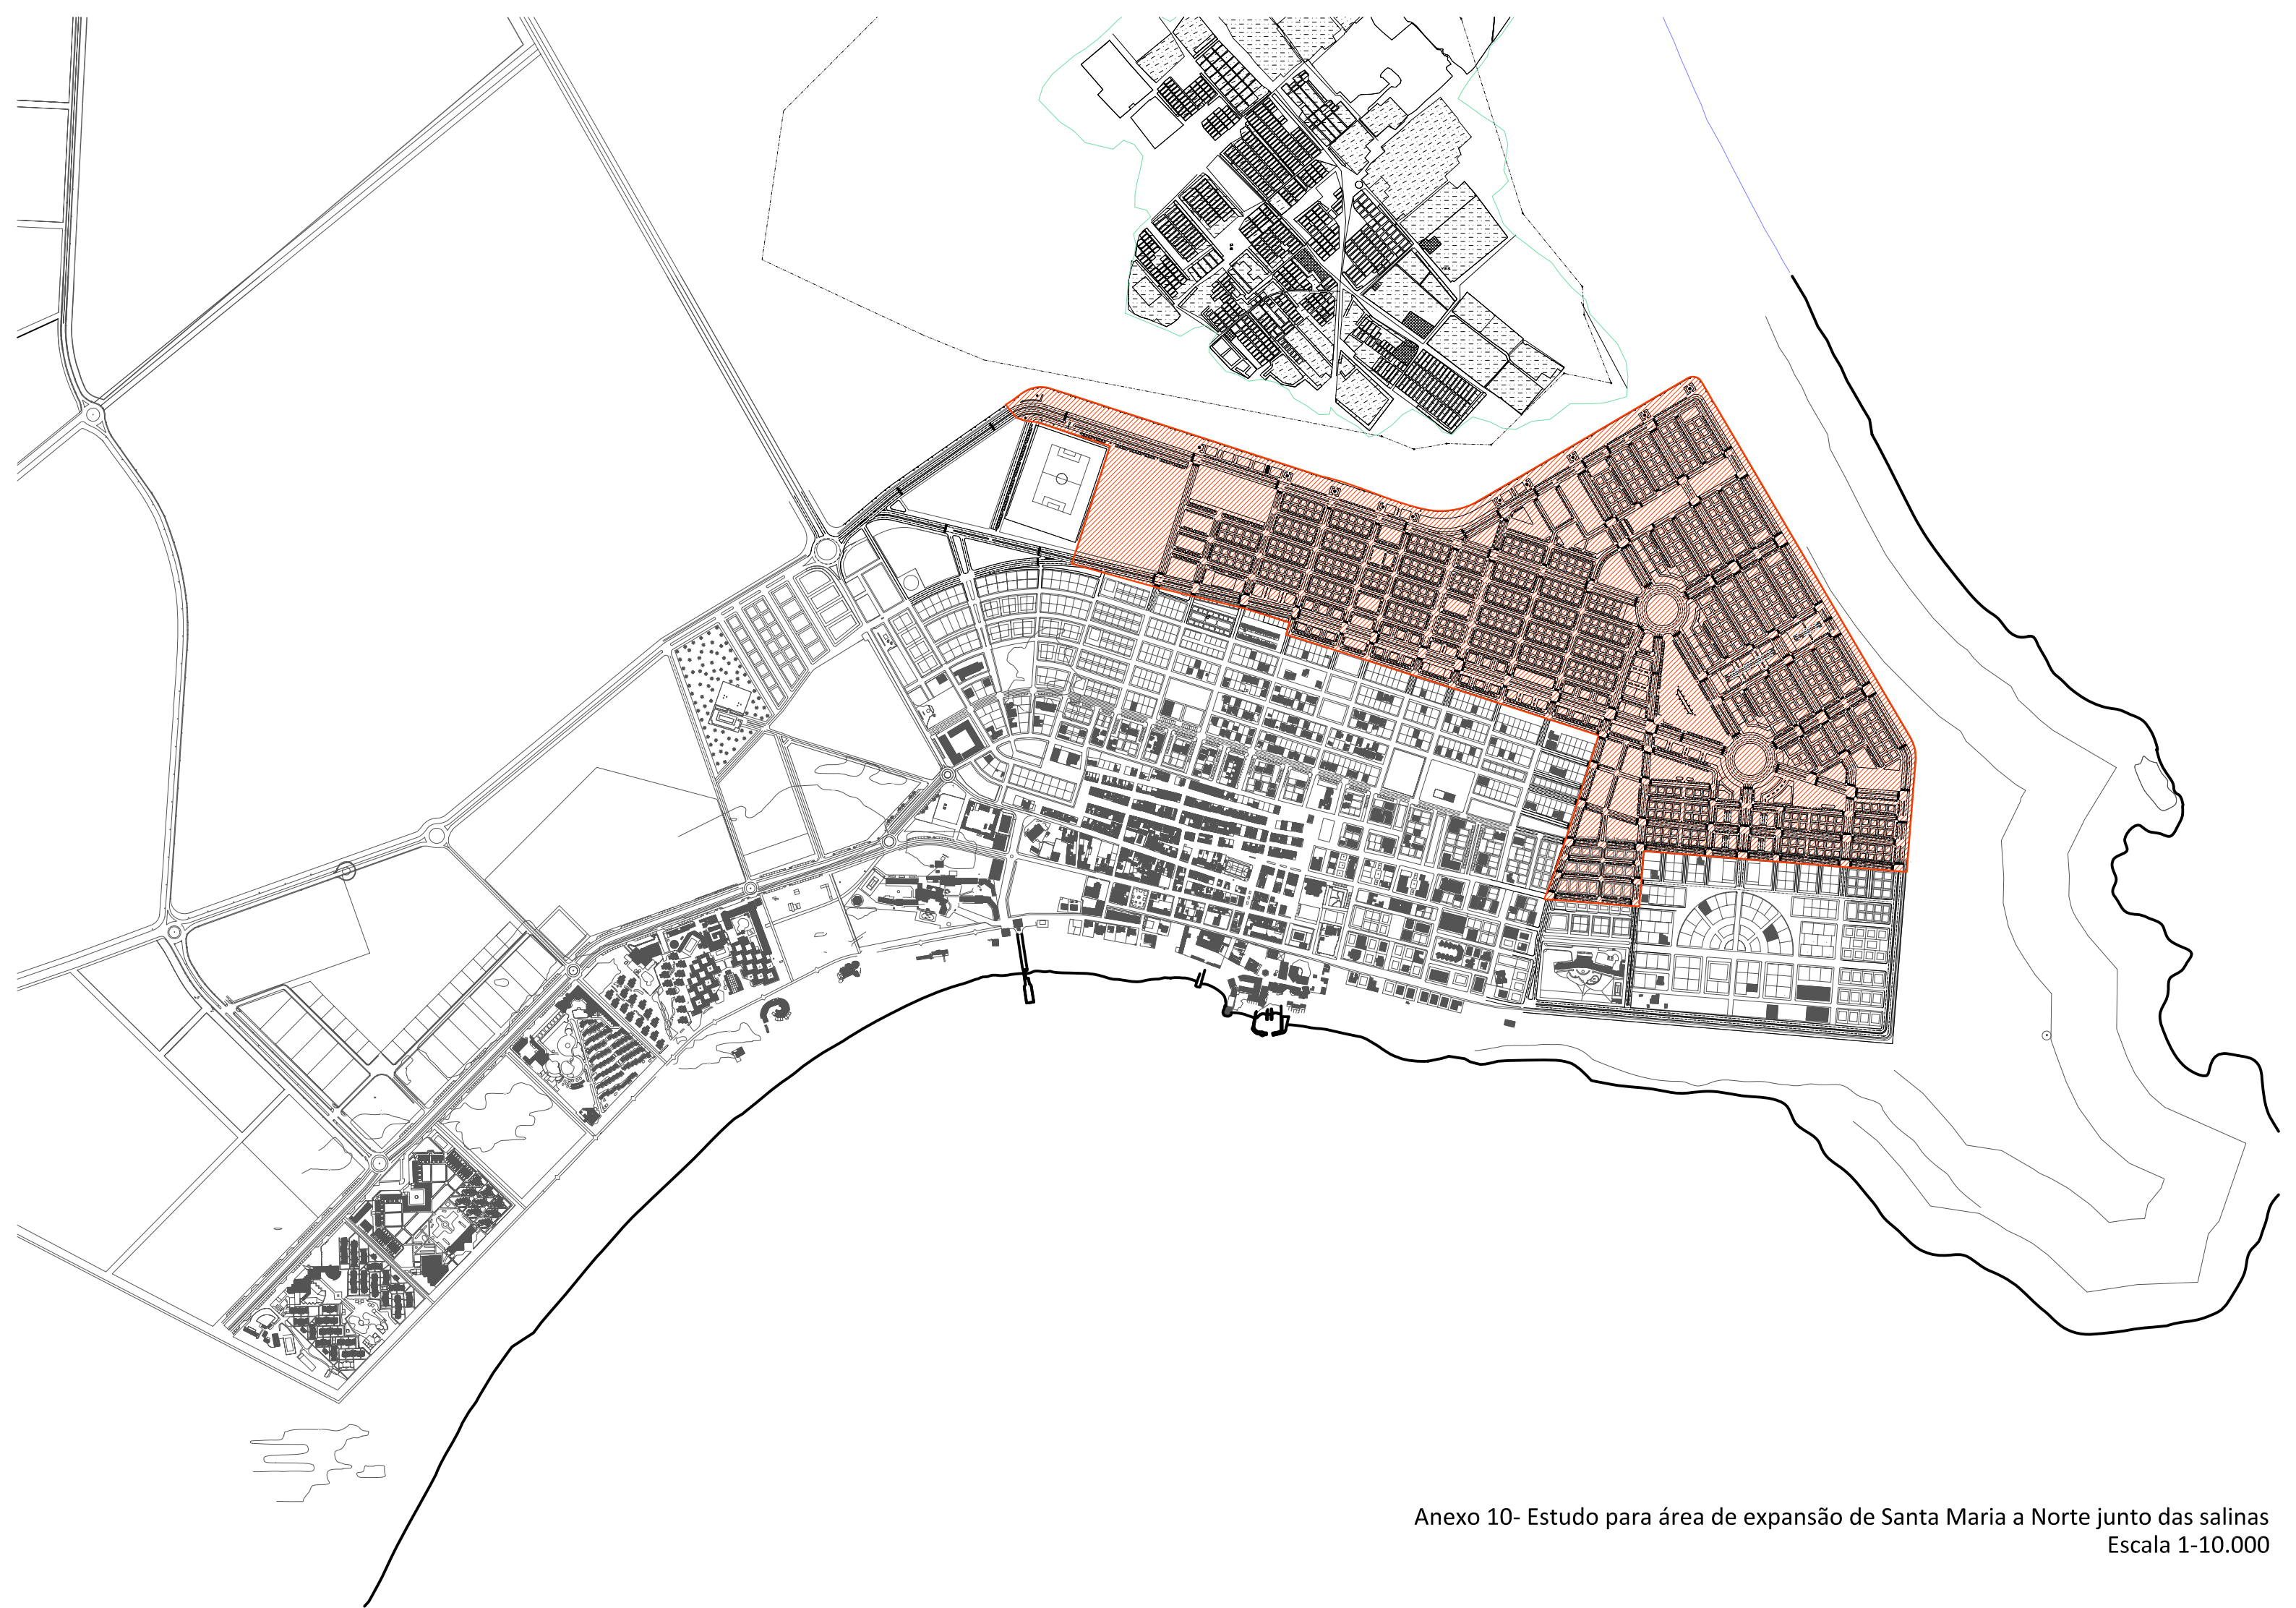 Anexo 10- Estudo para área de expansão de Santa Maria a Norte junto das salinas
Escala 1-10.000